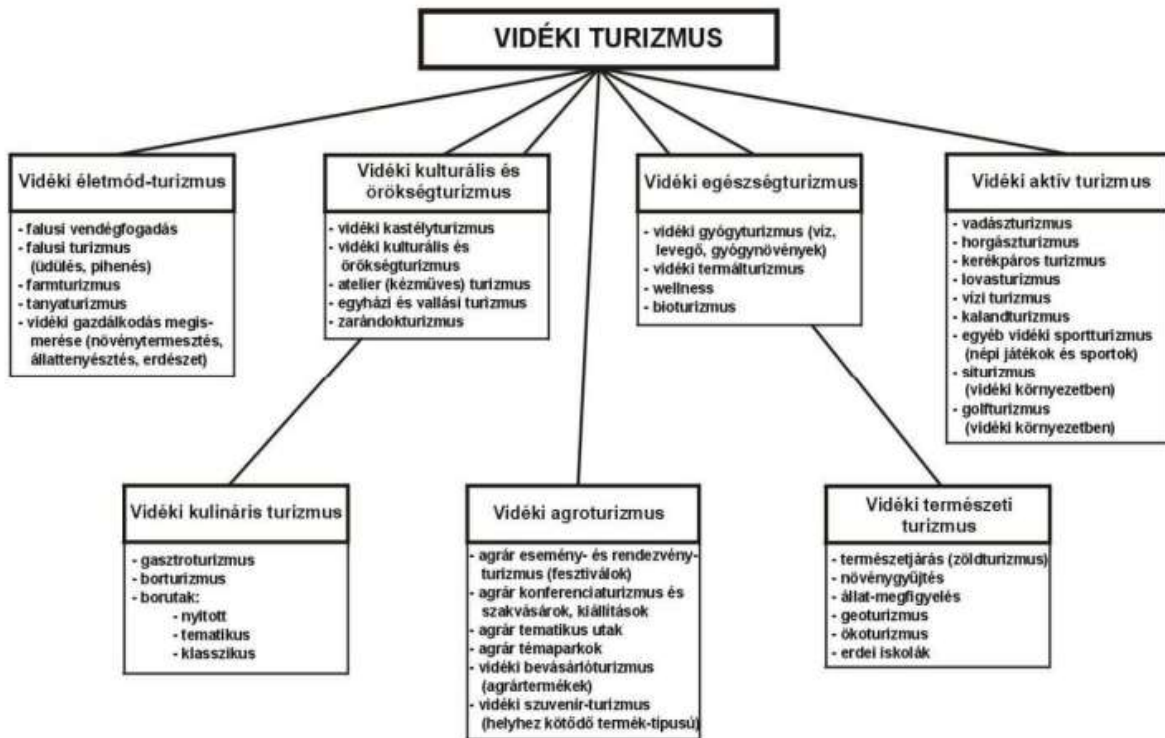 VIDÉKI TURIZMUS
Vidéki életmód-turizmus
- falusi vendégfogadás
- falusi turizmus
(üdülés, pihenés)
- farmturizmus
- tanyaturizmus
- vidéki gazdálkodás megis-
merése (növénytermesztés,
állattenyésztés, erdészet)
Vidéki kulturális és
örökségturizmus
- vidéki kastélyturizmus
- vidéki kulturális és
örökségturizmus
- atelier (kézműves) turizmus
- egyházi és vallási turizmus
- zarándokturizmus
Vidéki egészségturizmus
- vidéki gyógyturizmus (víz,
levegő, gyógynövények)
- vidéki termálturizmus
- wellness
- bioturizmus
Vidéki aktív turizmus
- vadászturizmus
- horgászturizmus
- kerékpáros turizmus
- lovasturizmus
- vízi turizmus
- kalandturizmus
- egyéb vidéki sportturizmus
(népi játékok és sportok)
- síturizmus
(vidéki környezetben)
- golfturizmus
(vidéki környezetben)
Vidéki kulináris turizmus
- gasztroturizmus
- borturizmus
- borutak:
- nyitott
- tematikus
- klasszikus
Vidéki agroturizmus
- agrár esemény- és rendezvény-
turizmus (fesztiválok)
- agrár konferenciaturizmus és
szakvásárok, kiállítások
- agrár tematikus utak
- agrár témaparkok
- vidéki bevásárlóturizmus
(agrártermékek)
- vidéki szuvenír-turizmus
(helyhez kötődő termék-típusú)
Vidéki természeti
turizmus
- természetjárás (zöldturizmus)
- növénygyűjtés
- állat-megfigyelés
- geoturizmus
- ökoturizmus
- erdei iskolák